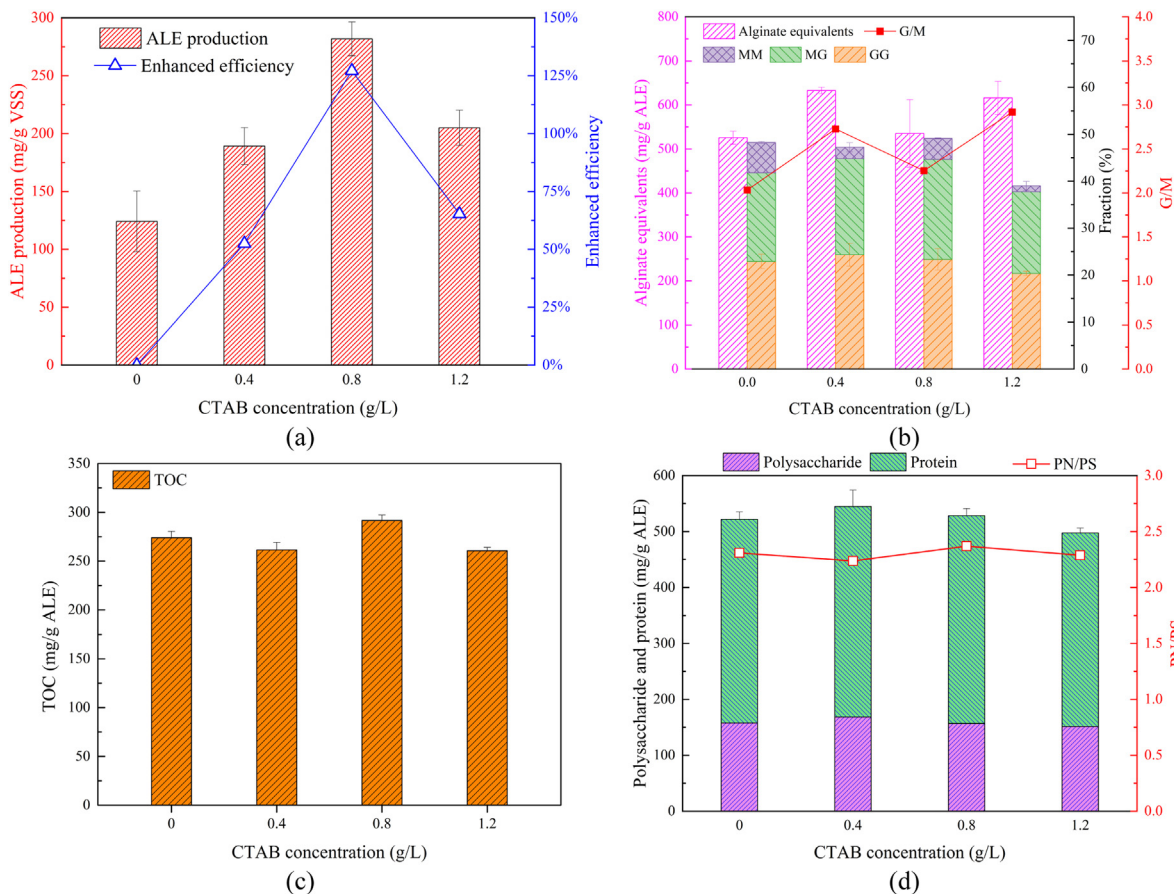 300
250
200
150
100
50
0
ALE production (mg/g VSS)
ALE production
Enhanced efficiency
150%
125%
100%
75%
50%
25%
0%
Enhanced efficiency
0 0.4 0.8 1.2
CTAB concentration (g/L)
(a)
800
700
600
500
400
300
200
100
0
Alginate equivalents (mg/g ALE)
Alginate equivalents G/M
MM MG GG
70
60
50
40
30
20
10
0
Fraction (%)
4.0
3.5
3.0
2.5
2.0
1.5
1.0
0.5
0.0
G/M
0.0 0.4 0.8 1.2
CTAB concentration (g/L)
(b)
350
300
250
200
150
100
50
0
TOC (mg/g ALE)
TOC
0 0.4 0.8 1.2
CTAB concentration (g/L)
(c)
Polysaccharide Protein PN/PS
600
500
400
300
200
100
0
Polysaccharide and protein (mg/g ALE)
3.0
2.5
2.0
1.5
1.0
0.5
0.0
PN/PS
0 0.4 0.8 1.2
CTAB concentration (g/L)
(d)